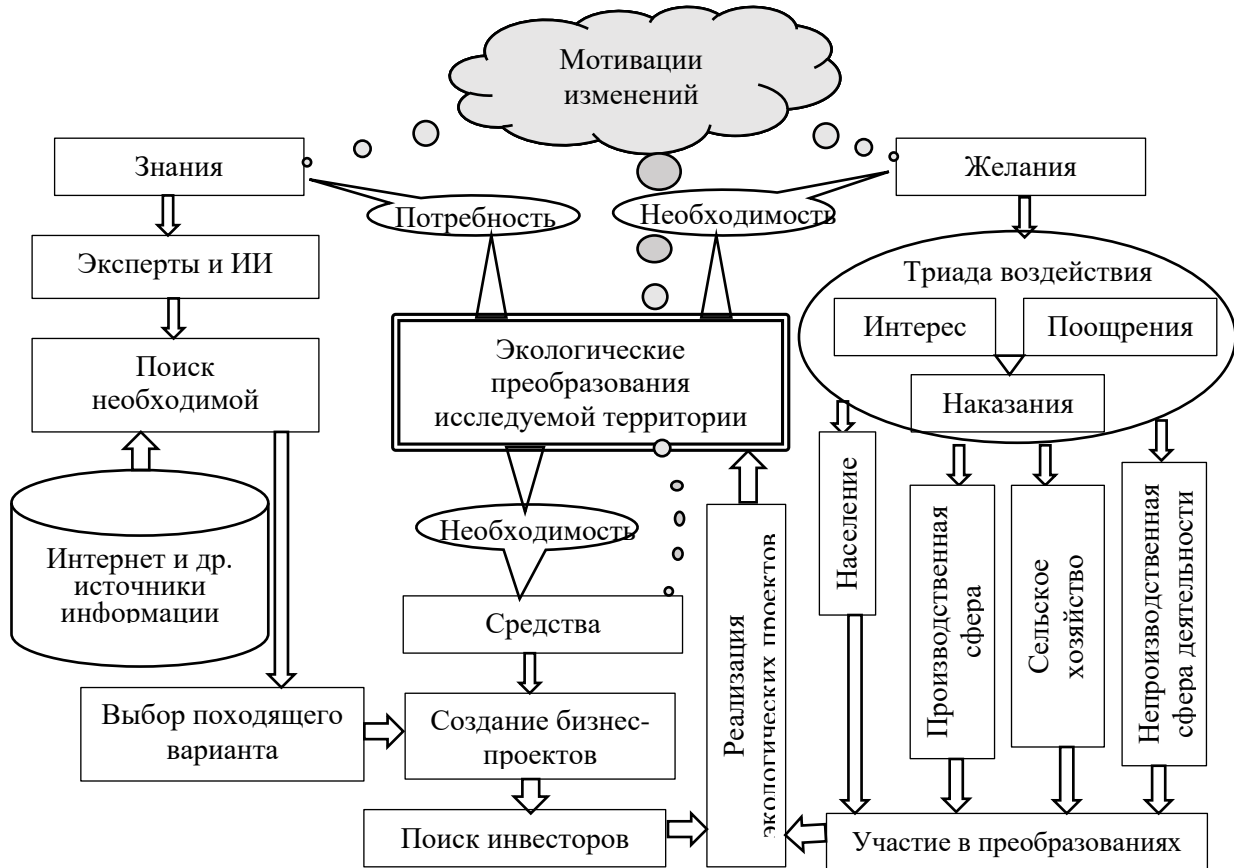 Мотивации
изменений
Знания
Желания
Потребность
Необходимость
Эксперты и ИИ
Триада воздействия
Интерес
Поощрения
Наказания
Поиск
необходимой
Экологические
преобразования
исследуемой территории
Интернет и др.
источники
информации
Необходимость
Средства
Население
Производственная
сфера
Сельское
хозяйство
Непроизводственная
сфера деятельности
Реализация
экологических проектов
Выбор походящего
варианта
Создание бизнес-
проектов
Поиск инвесторов
Участие в преобразованиях